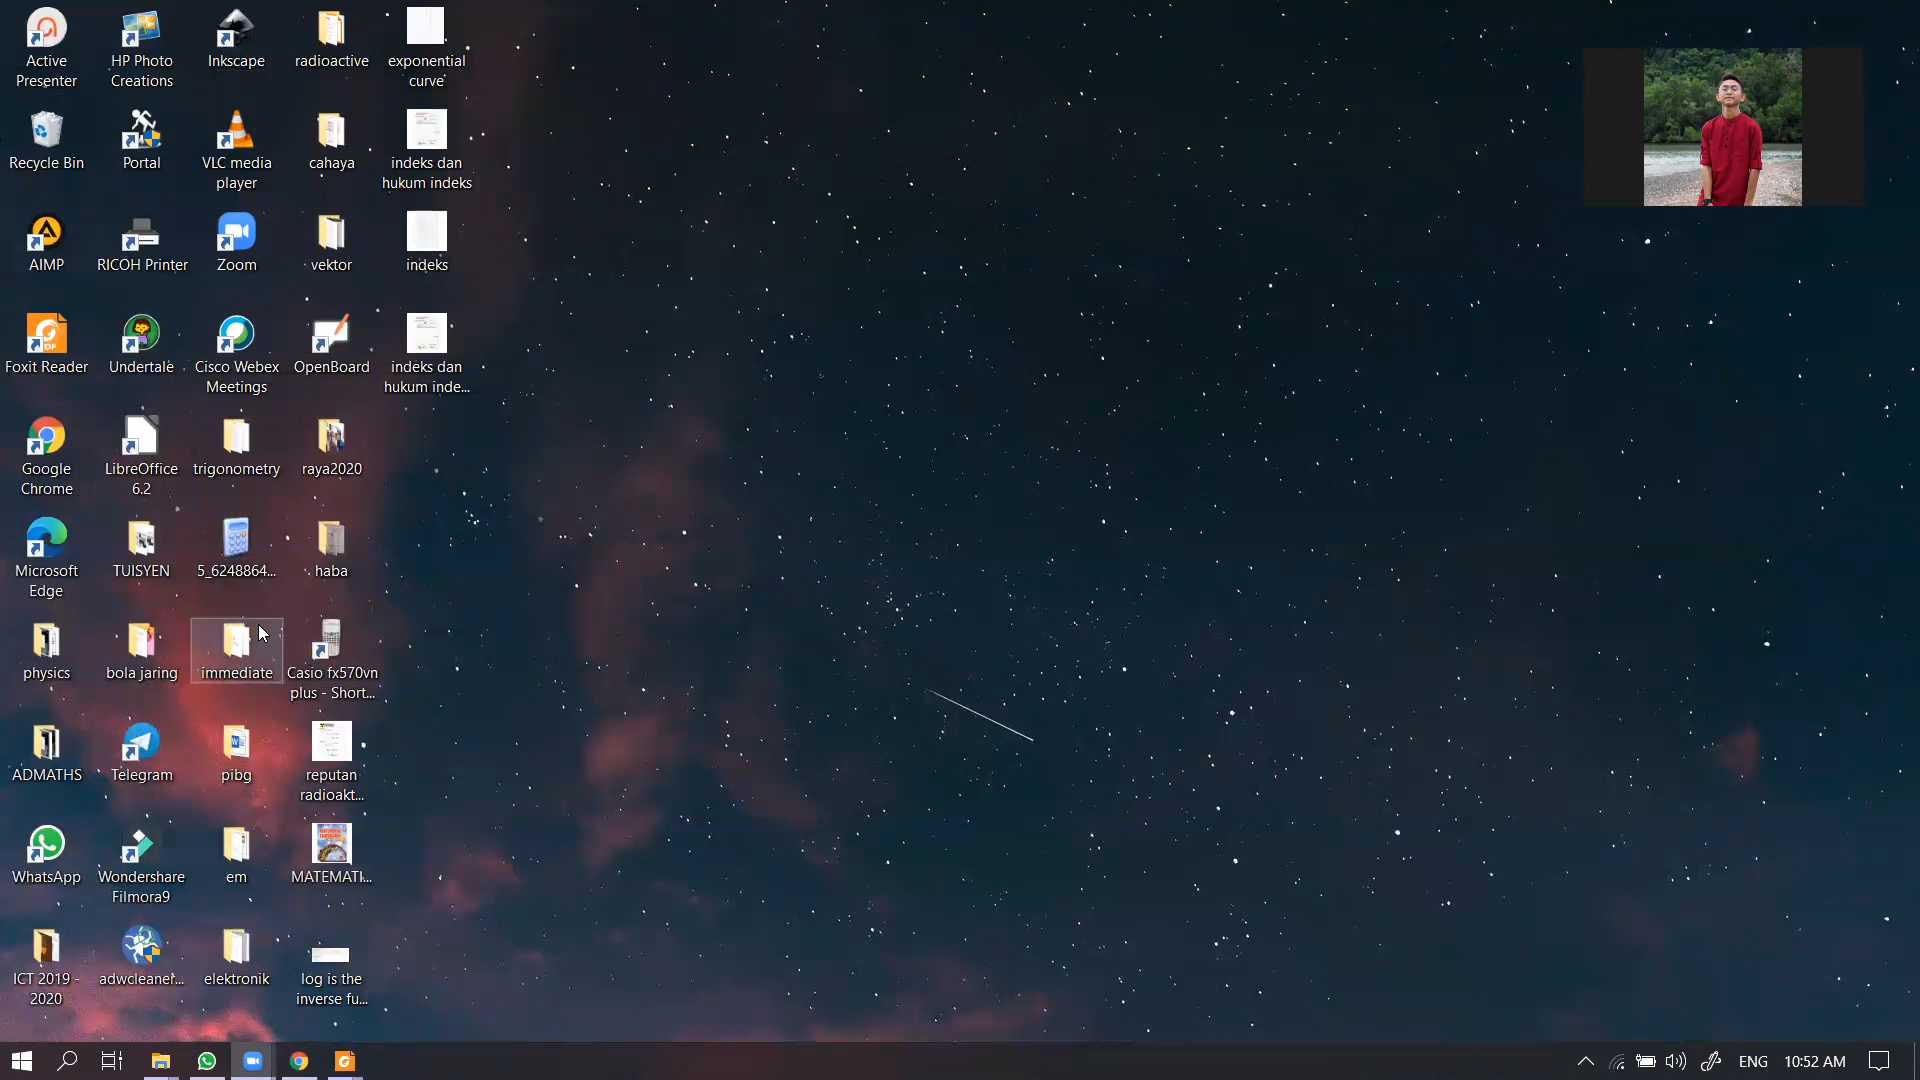 Active
Presenter
HP Photo
Creations
Inkscape
radioactive
exponential
curve
Recycle Bin
Portal
VLC media
player
cahaya
indeks dan
hukum indeks
AIMP
RICOH Printer
Zoom
vektor
indeks
Foxit Reader
Undertale
Cisco Webex
Meetings
OpenBoard
indeks dan
hukum inde...
Google
Chrome
LibreOffice
6.2
trigonometry
raya2020
Microsoft
Edge
TUISYEN
5_6248864...
haba
physics
bola jaring
immediate
Casio fx570vn
plus - Short...
ADMATHS
Telegram
pibg
reputan
radioakt...
WhatsApp
Wondershare
Filmora9
em
MATEMATI...
ICT 2019 -
2020
adwcleaner...
elektronik
log is the
inverse fu...
ENG 10:52 AM